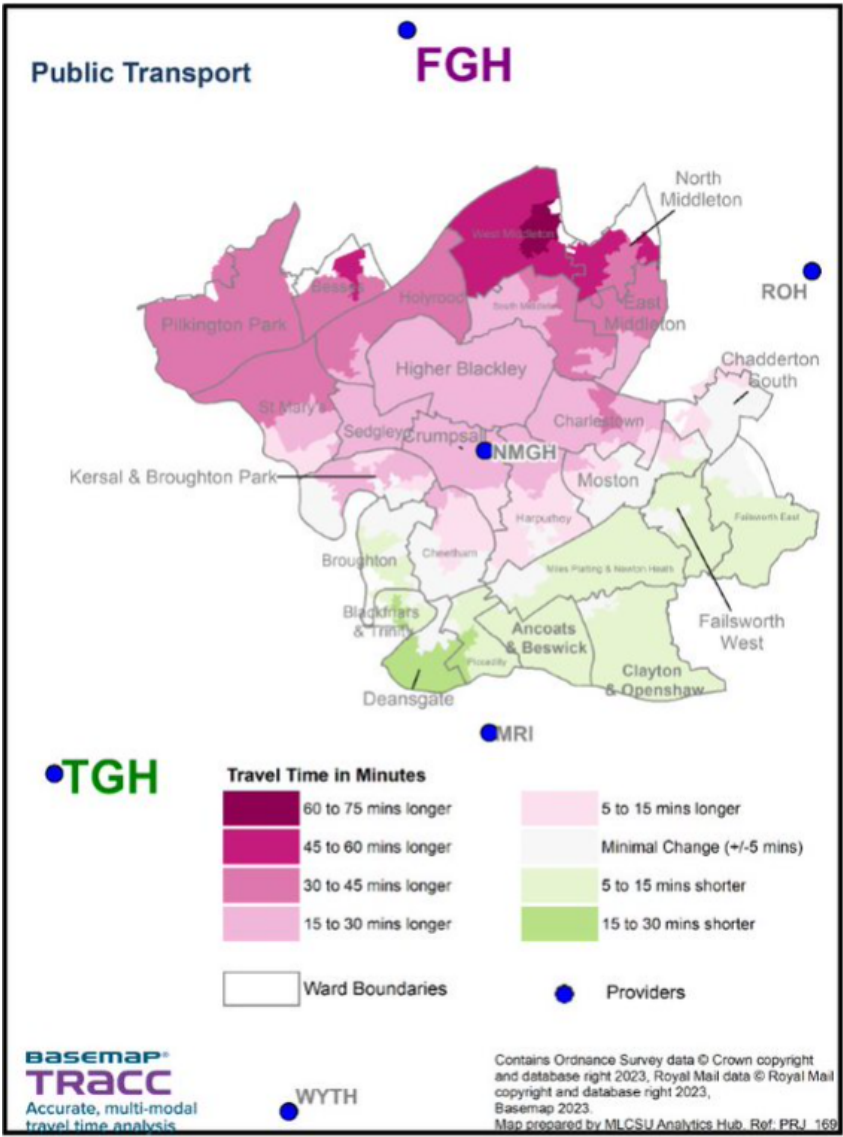 FGH
Public Transport
North
Middleton
West Middleton
ROH
Besses
Holyrood
South Middleton
East
Middleton
Pilkington Park
Chadderton
South
Higher Blackley
St Mary's
Charlestown
Sedgley
Crumpsall
NMGH
Kersal & Broughton Park
Moston
Harpurhey
Failsworth East
Broughton
Cheetham
Miles Platting & Newton Heath
Blackfriars
& Trinity
Failsworth
West
Ancoats
& Beswick
Piccadilly
Clayton
& Openshaw
Deansgate
MRI
TGH
Travel Time in Minutes
60 to 75 mins longer
45 to 60 mins longer
30 to 45 mins longer
15 to 30 mins longer
5 to 15 mins longer
Minimal Change (+/-5 mins)
5 to 15 mins shorter
15 to 30 mins shorter
Ward Boundaries
Providers
BASEMAP®
TRACC
Accurate, multi-modal
travel time analysis
WYTH
Contains Ordnance Survey data © Crown copyright
and database right 2023, Royal Mail data © Royal Mail
copyright and database right 2023,
Basemap 2023.
Map prepared by MLCSU Analytics Hub. Ref: PRJ_169